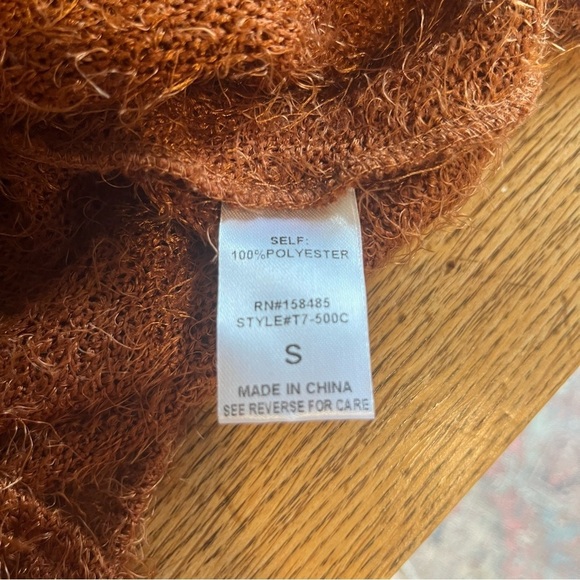 SELF:
100%POLYESTER
RN#158485
STYLE#T7-500C
S
MADE IN CHINA
SEE REVERSE FOR CARE